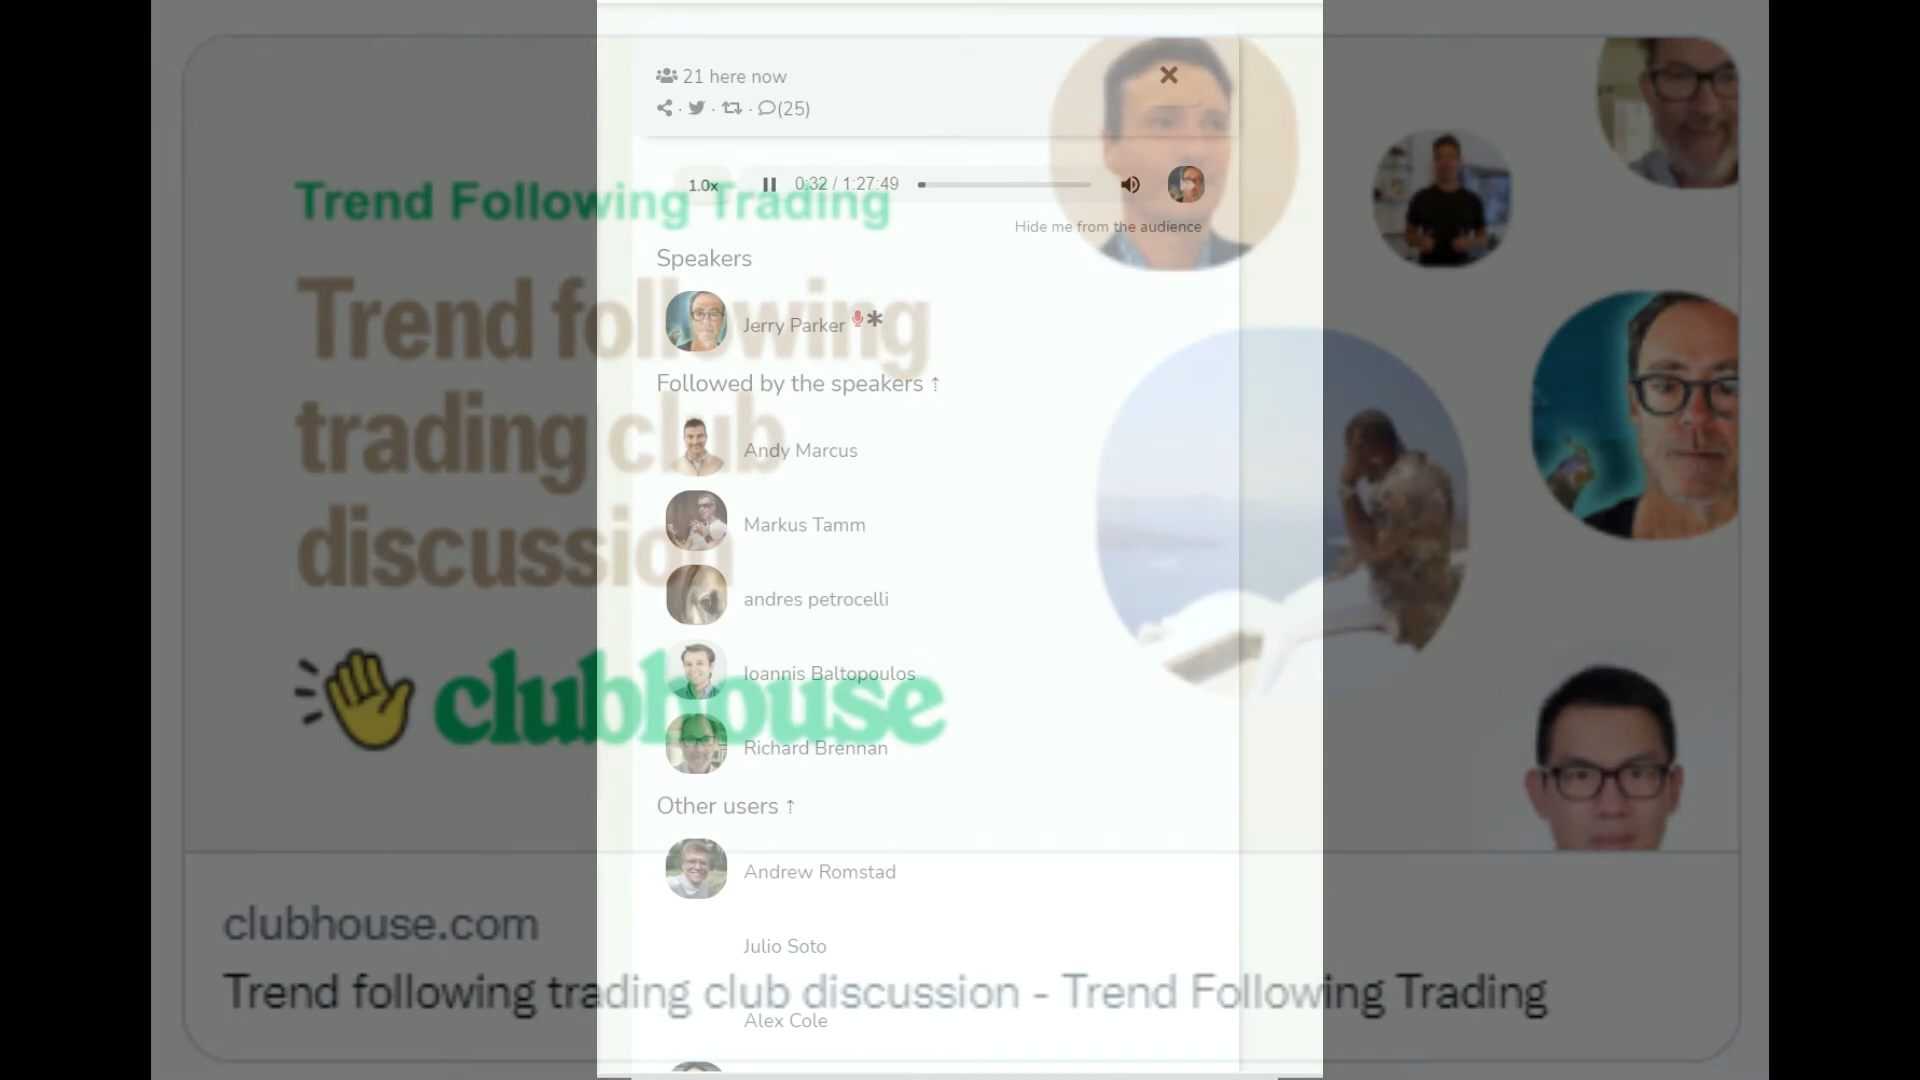 21 here now
(25)
1.0x
0:32 / 1:27:49
Hide me from the audience
Speakers
Jerry Parker
Followed by the speakers ⇡
Andy Marcus
Markus Tamm
andres petrocelli
Ioannis Baltopoulos
Richard Brennan
Other users ⇡
Andrew Romstad
Julio Soto
Alex Cole
Trend Following Trading
Trend following
trading club
discussion
clubhouse
clubhouse.com
Trend following trading club discussion - Trend Following Trading